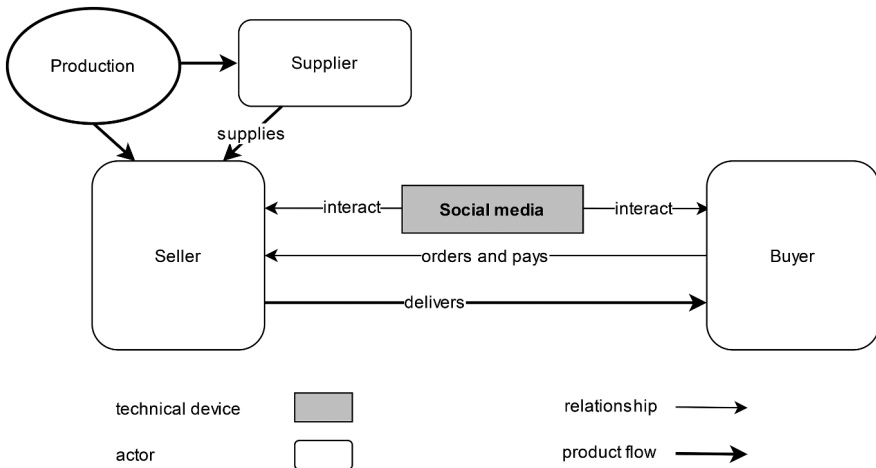 Production
Supplier
supplies
interact
Social media
interact
Seller
orders and pays
Buyer
delivers
technical device
relationship
actor
product flow